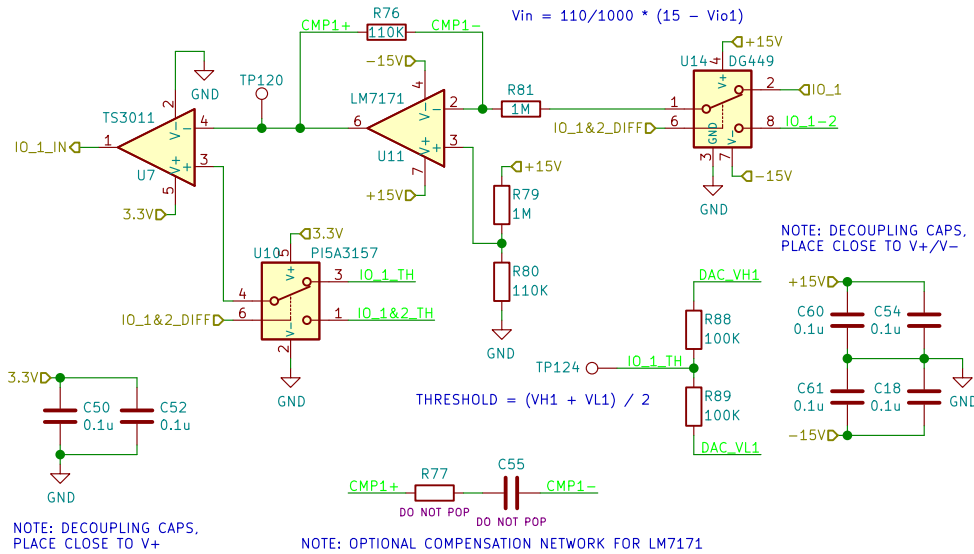 Vin = 110/1000 * (15 - Vio1)
R76
110K
CMP1+
CMP1-
-15V
4
LM7171
V-
-
2
6
U11
V+
+
3
7
+15V
TP120
GND
2
TS3011
V-
-
4
IO_1_IN
1
V+
+
3
U7
5
3.3V
R81
1M
+15V
U14
4
DG449
V+
1
2
IO_1
IO_1&2_DIFF
6
GND
8
IO_1-2
V-
3
7
-15V
GND
+15V
R79
1M
R80
110K
GND
3.3V
U10
5
PI5A3157
V+
3
IO_1_TH
4
IO_1&2_DIFF
6
1
IO_1&2_TH
V-
2
GND
NOTE: DECOUPLING CAPS,
PLACE CLOSE TO V+/V-
+15V
C60
0.1u
C54
0.1u
C61
0.1u
C18
0.1u
GND
-15V
DAC_VH1
R88
100K
TP124
IO_1_TH
R89
100K
DAC_VL1
THRESHOLD = (VH1 + VL1) / 2
3.3V
C50
0.1u
C52
0.1u
GND
CMP1+
R77
DO NOT POP
C55
DO NOT POP
CMP1-
NOTE: DECOUPLING CAPS,
PLACE CLOSE TO V+
NOTE: OPTIONAL COMPENSATION NETWORK FOR LM7171